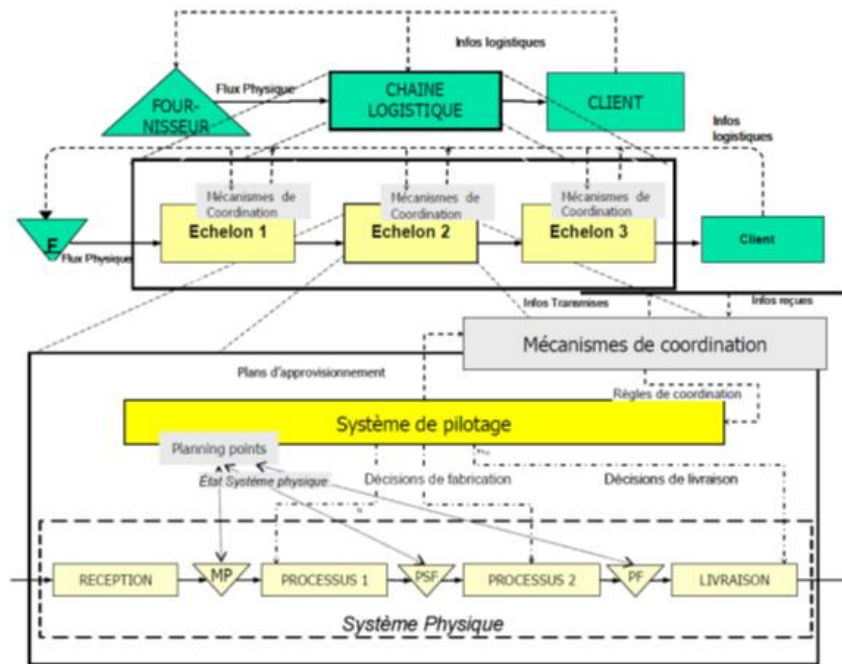 Infos logistiques
Flux Physique
FOUR-
NISSEUR
CHAINE
LOGISTIQUE
CLIENT
Infos
logistiques
Mécanismes de
Coordination
Mécanismes de
Coordination
Mécanismes de
Coordination
F
Flux Physique
Echelon 1
Echelon 2
Echelon 3
Client
Infos Transmises
Infos reçues
Mécanismes de coordination
Plans d'approvisionnement
Règles de coordination
Système de pilotage
Planning points
État Systéme physique
Décisions de fabrication
Décisions de livraison
RECEPTION
MP
PROCESSUS 1
PSF
PROCESSUS 2
PF
LIVRAISON
Système Physique